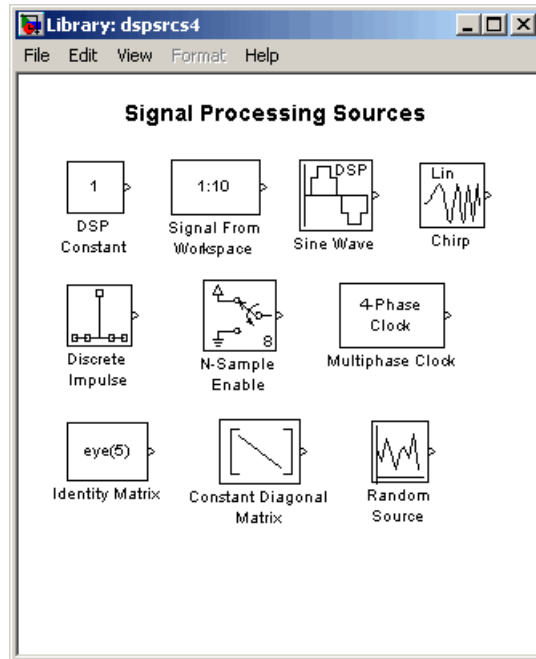 Library: dspsrcs4
File Edit View Format Help
Signal Processing Sources
1
DSP
Constant
1:10
Signal From
Workspace
DSP
Sine Wave
Lin
Chirp
Discrete
Impulse
8
N-Sample
Enable
4-Phase
Clock
Multiphase Clock
eye(5)
Identity Matrix
Constant Diagonal
Matrix
Random
Source